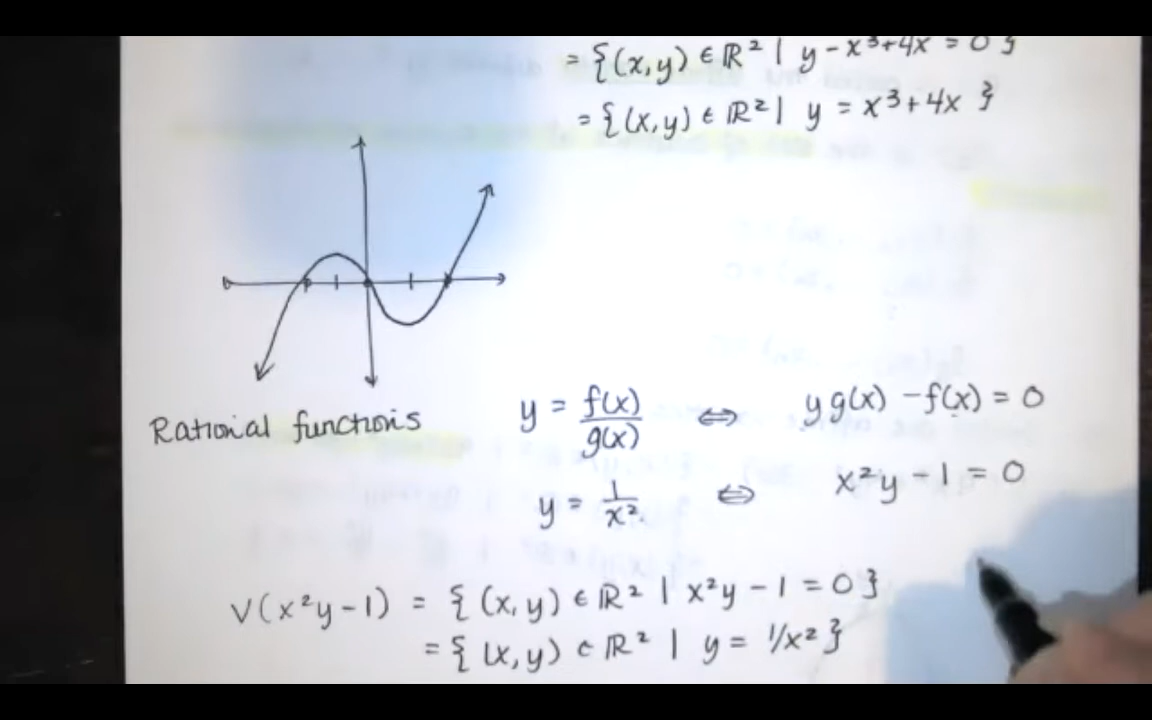 = {(x,y) ∈ ℝ² | y - x³+4x = 0}
= {(x,y) ∈ ℝ² | y = x³+4x }
Rational functions
y = f(x)/g(x) ⇔ y g(x) - f(x) = 0
y = 1/x² ⇔ x²y - 1 = 0
V(x²y - 1) = { (x,y) ∈ ℝ² | x²y - 1 = 0}
= { (x,y) ∈ ℝ² | y = 1/x² }